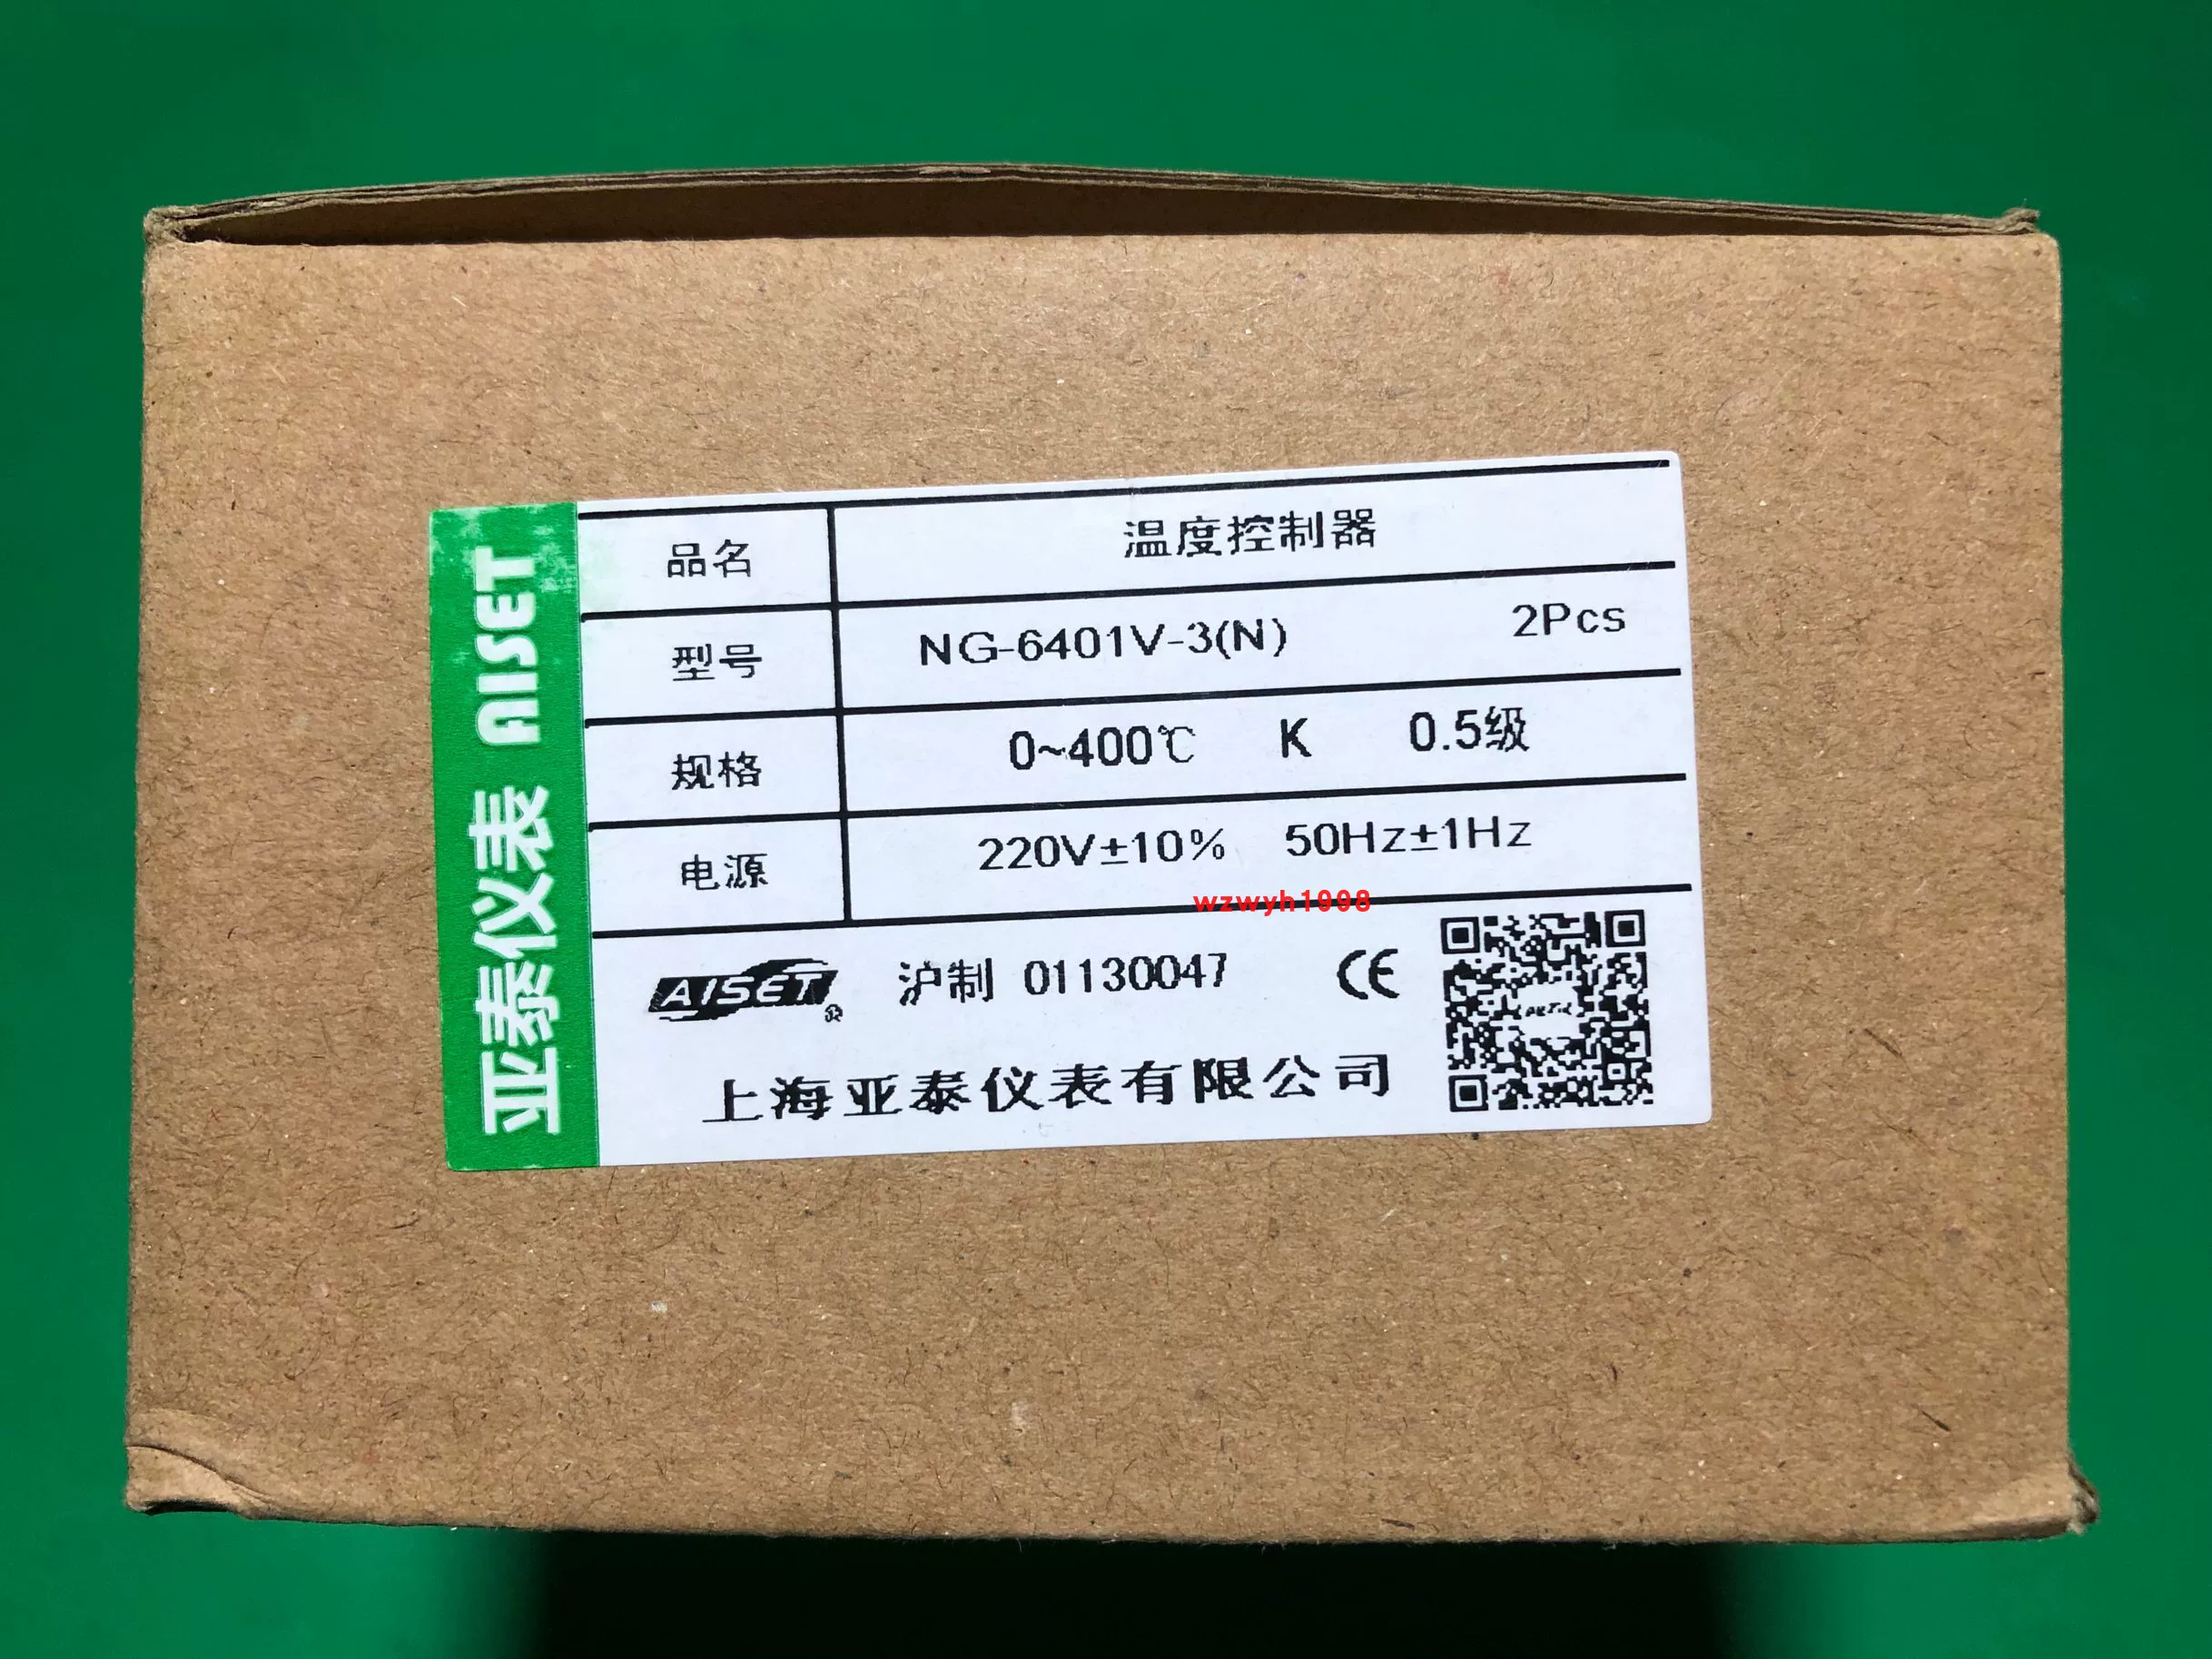 亚泰仪表 AISET
品名 温度控制器
型号 NG-6401V-3(N) 2Pcs
规格 0~400℃ K 0.5级
电源 220V±10% 50Hz±1Hz
wzwyh1998
AISET® 沪制 01130047 CE
上海亚泰仪表有限公司